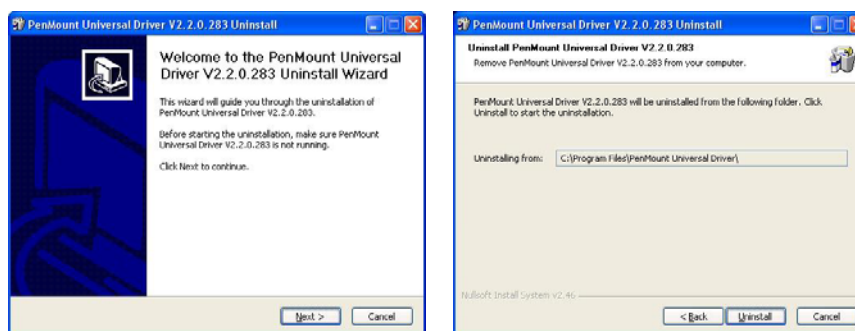 PenMount Universal Driver V2.2.0.283 Uninstall
Welcome to the PenMount Universal
Driver V2.2.0.283 Uninstall Wizard
This wizard will guide you through the uninstallation of
PenMount Universal Driver V2.2.0.283.
Before starting the uninstallation, make sure PenMount
Universal Driver V2.2.0.283 is not running.
Click Next to continue.
Next >
Cancel
PenMount Universal Driver V2.2.0.283 Uninstall
Uninstall PenMount Universal Driver V2.2.0.283
Remove PenMount Universal Driver V2.2.0.283 from your computer.
PenMount Universal Driver V2.2.0.283 will be uninstalled from the following folder. Click
Uninstall to start the uninstallation.
Uninstalling from:
C:\Program Files\PenMount Universal Driver\
Nullsoft Install System v2.46
< Back
Uninstall
Cancel